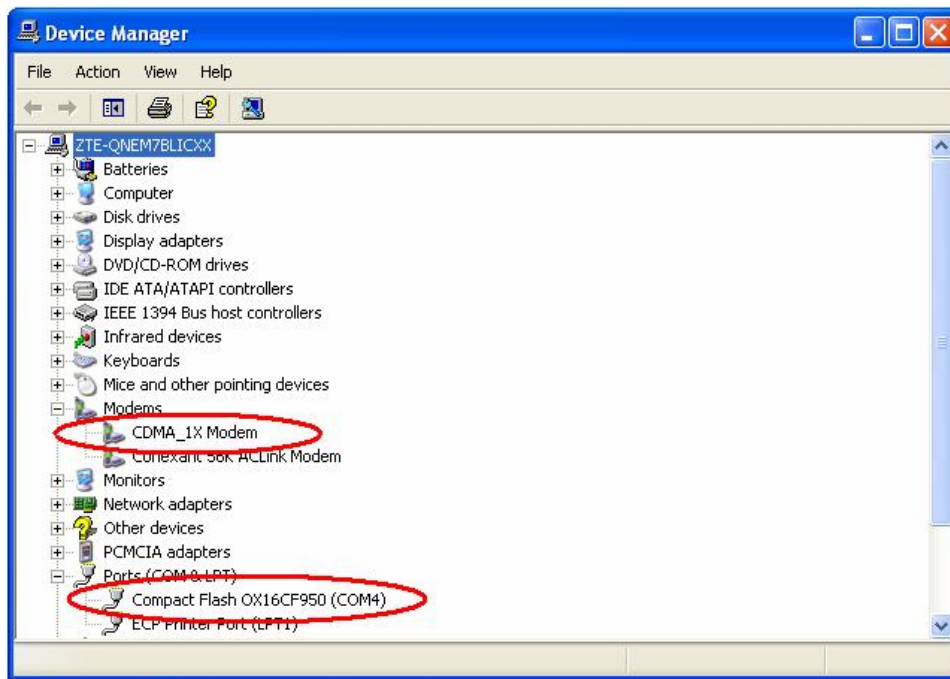 Device Manager
File Action View Help
ZTE-QNEM7BLICXX
Batteries
Computer
Disk drives
Display adapters
DVD/CD-ROM drives
IDE ATA/ATAPI controllers
IEEE 1394 Bus host controllers
Infrared devices
Keyboards
Mice and other pointing devices
Modems
CDMA_1X Modem
Conexant 56K ACLink Modem
Monitors
Network adapters
Other devices
PCMCIA adapters
Ports (COM & LPT)
Compact Flash OX16CF950 (COM4)
ECP Printer Port (LPT1)